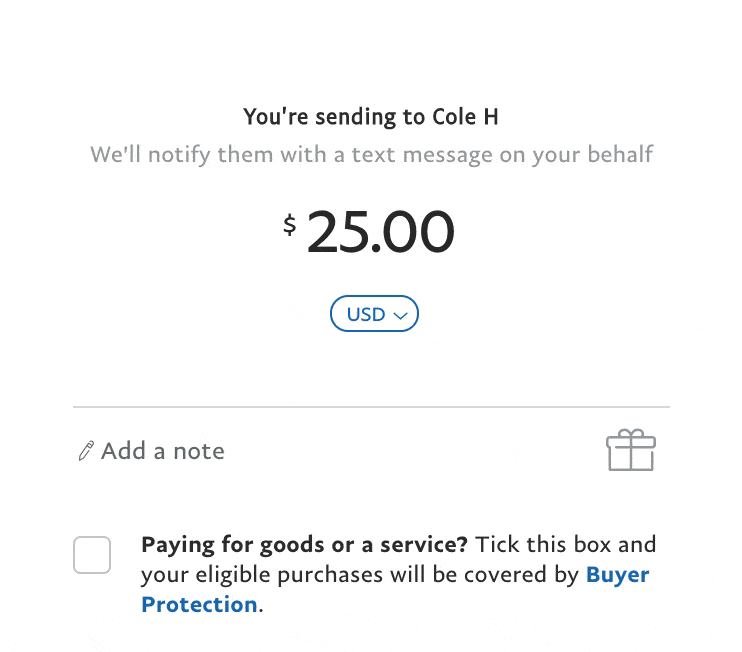 You're sending to Cole H
We'll notify them with a text message on your behalf
$ 25.00
USD
Add a note
Paying for goods or a service? Tick this box and
your eligible purchases will be covered by Buyer
Protection.